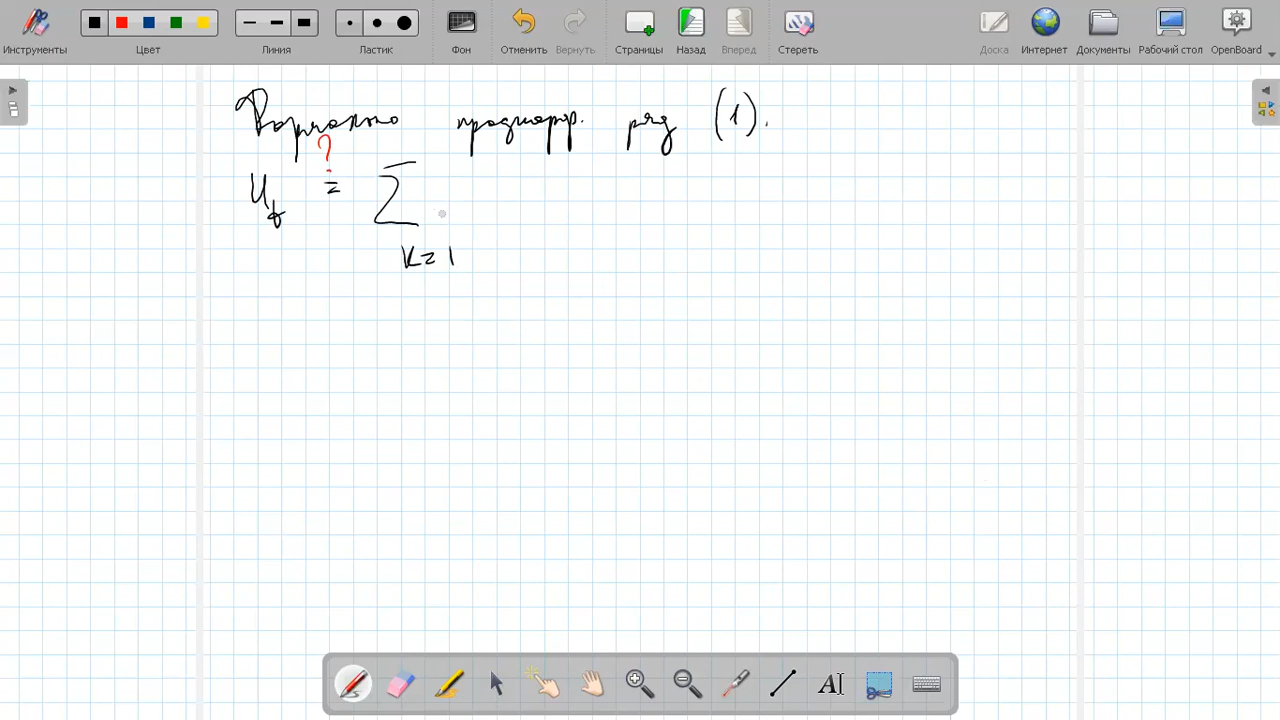 Инструменты Цвет Линия Ластик Фон Отменить Вернуть Страницы Назад Вперед Стереть Доска Интернет Документы Рабочий стол OpenBoard
Формально продиффер. ряд (1).
?
U_t = Σ
k=1